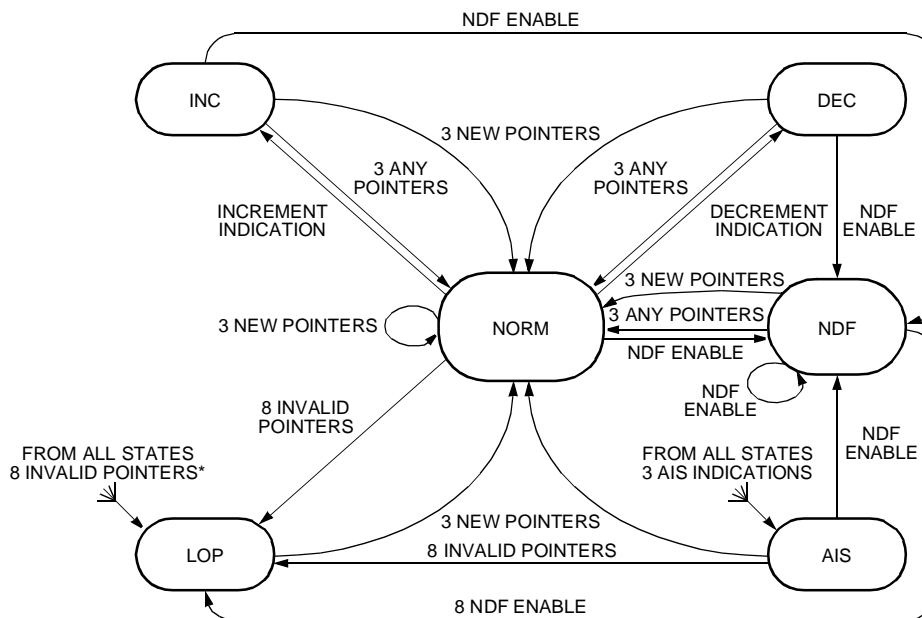 NDF ENABLE
INC
DEC
3 NEW POINTERS
3 ANY
POINTERS
3 ANY
POINTERS
INCREMENT
INDICATION
DECREMENT
INDICATION
NDF
ENABLE
3 NEW POINTERS
3 NEW POINTERS
NORM
3 ANY POINTERS
NDF
NDF ENABLE
NDF
ENABLE
8 INVALID
POINTERS
NDF
ENABLE
FROM ALL STATES
8 INVALID POINTERS*
FROM ALL STATES
3 AIS INDICATIONS
3 NEW POINTERS
LOP
8 INVALID POINTERS
AIS
8 NDF ENABLE